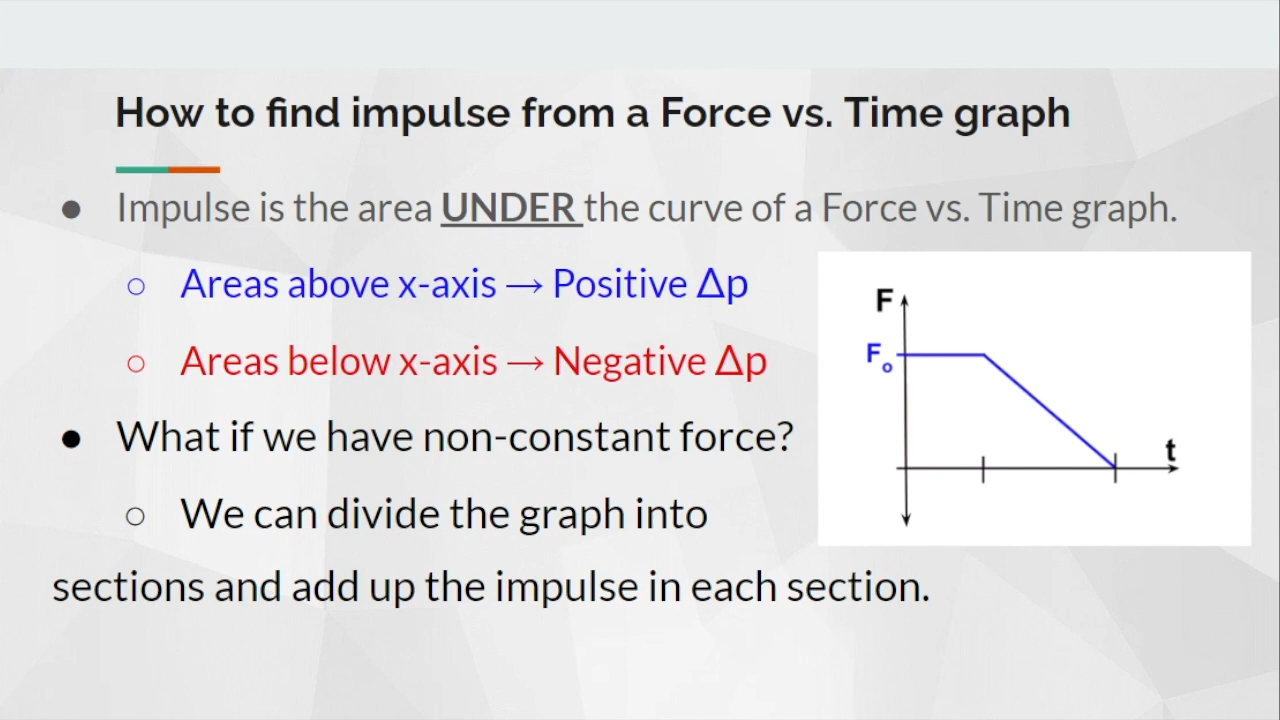 How to find impulse from a Force vs. Time graph
● Impulse is the area UNDER the curve of a Force vs. Time graph.
○ Areas above x-axis → Positive Δp
○ Areas below x-axis → Negative Δp
● What if we have non-constant force?
○ We can divide the graph into
sections and add up the impulse in each section.
F
Fo
t